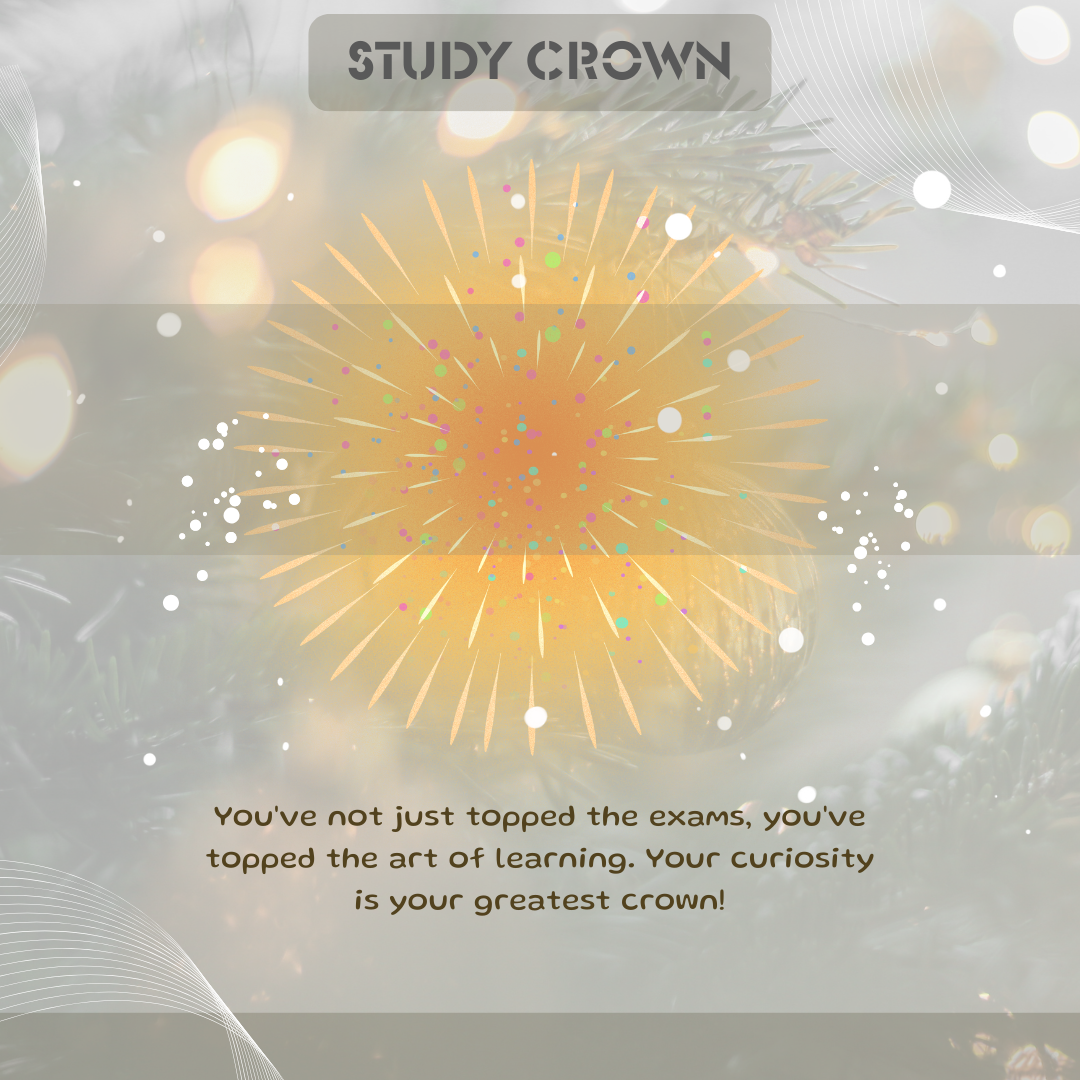 STUDY CROWN
You've not just topped the exams, you've
topped the art of learning. Your curiosity
is your greatest crown!